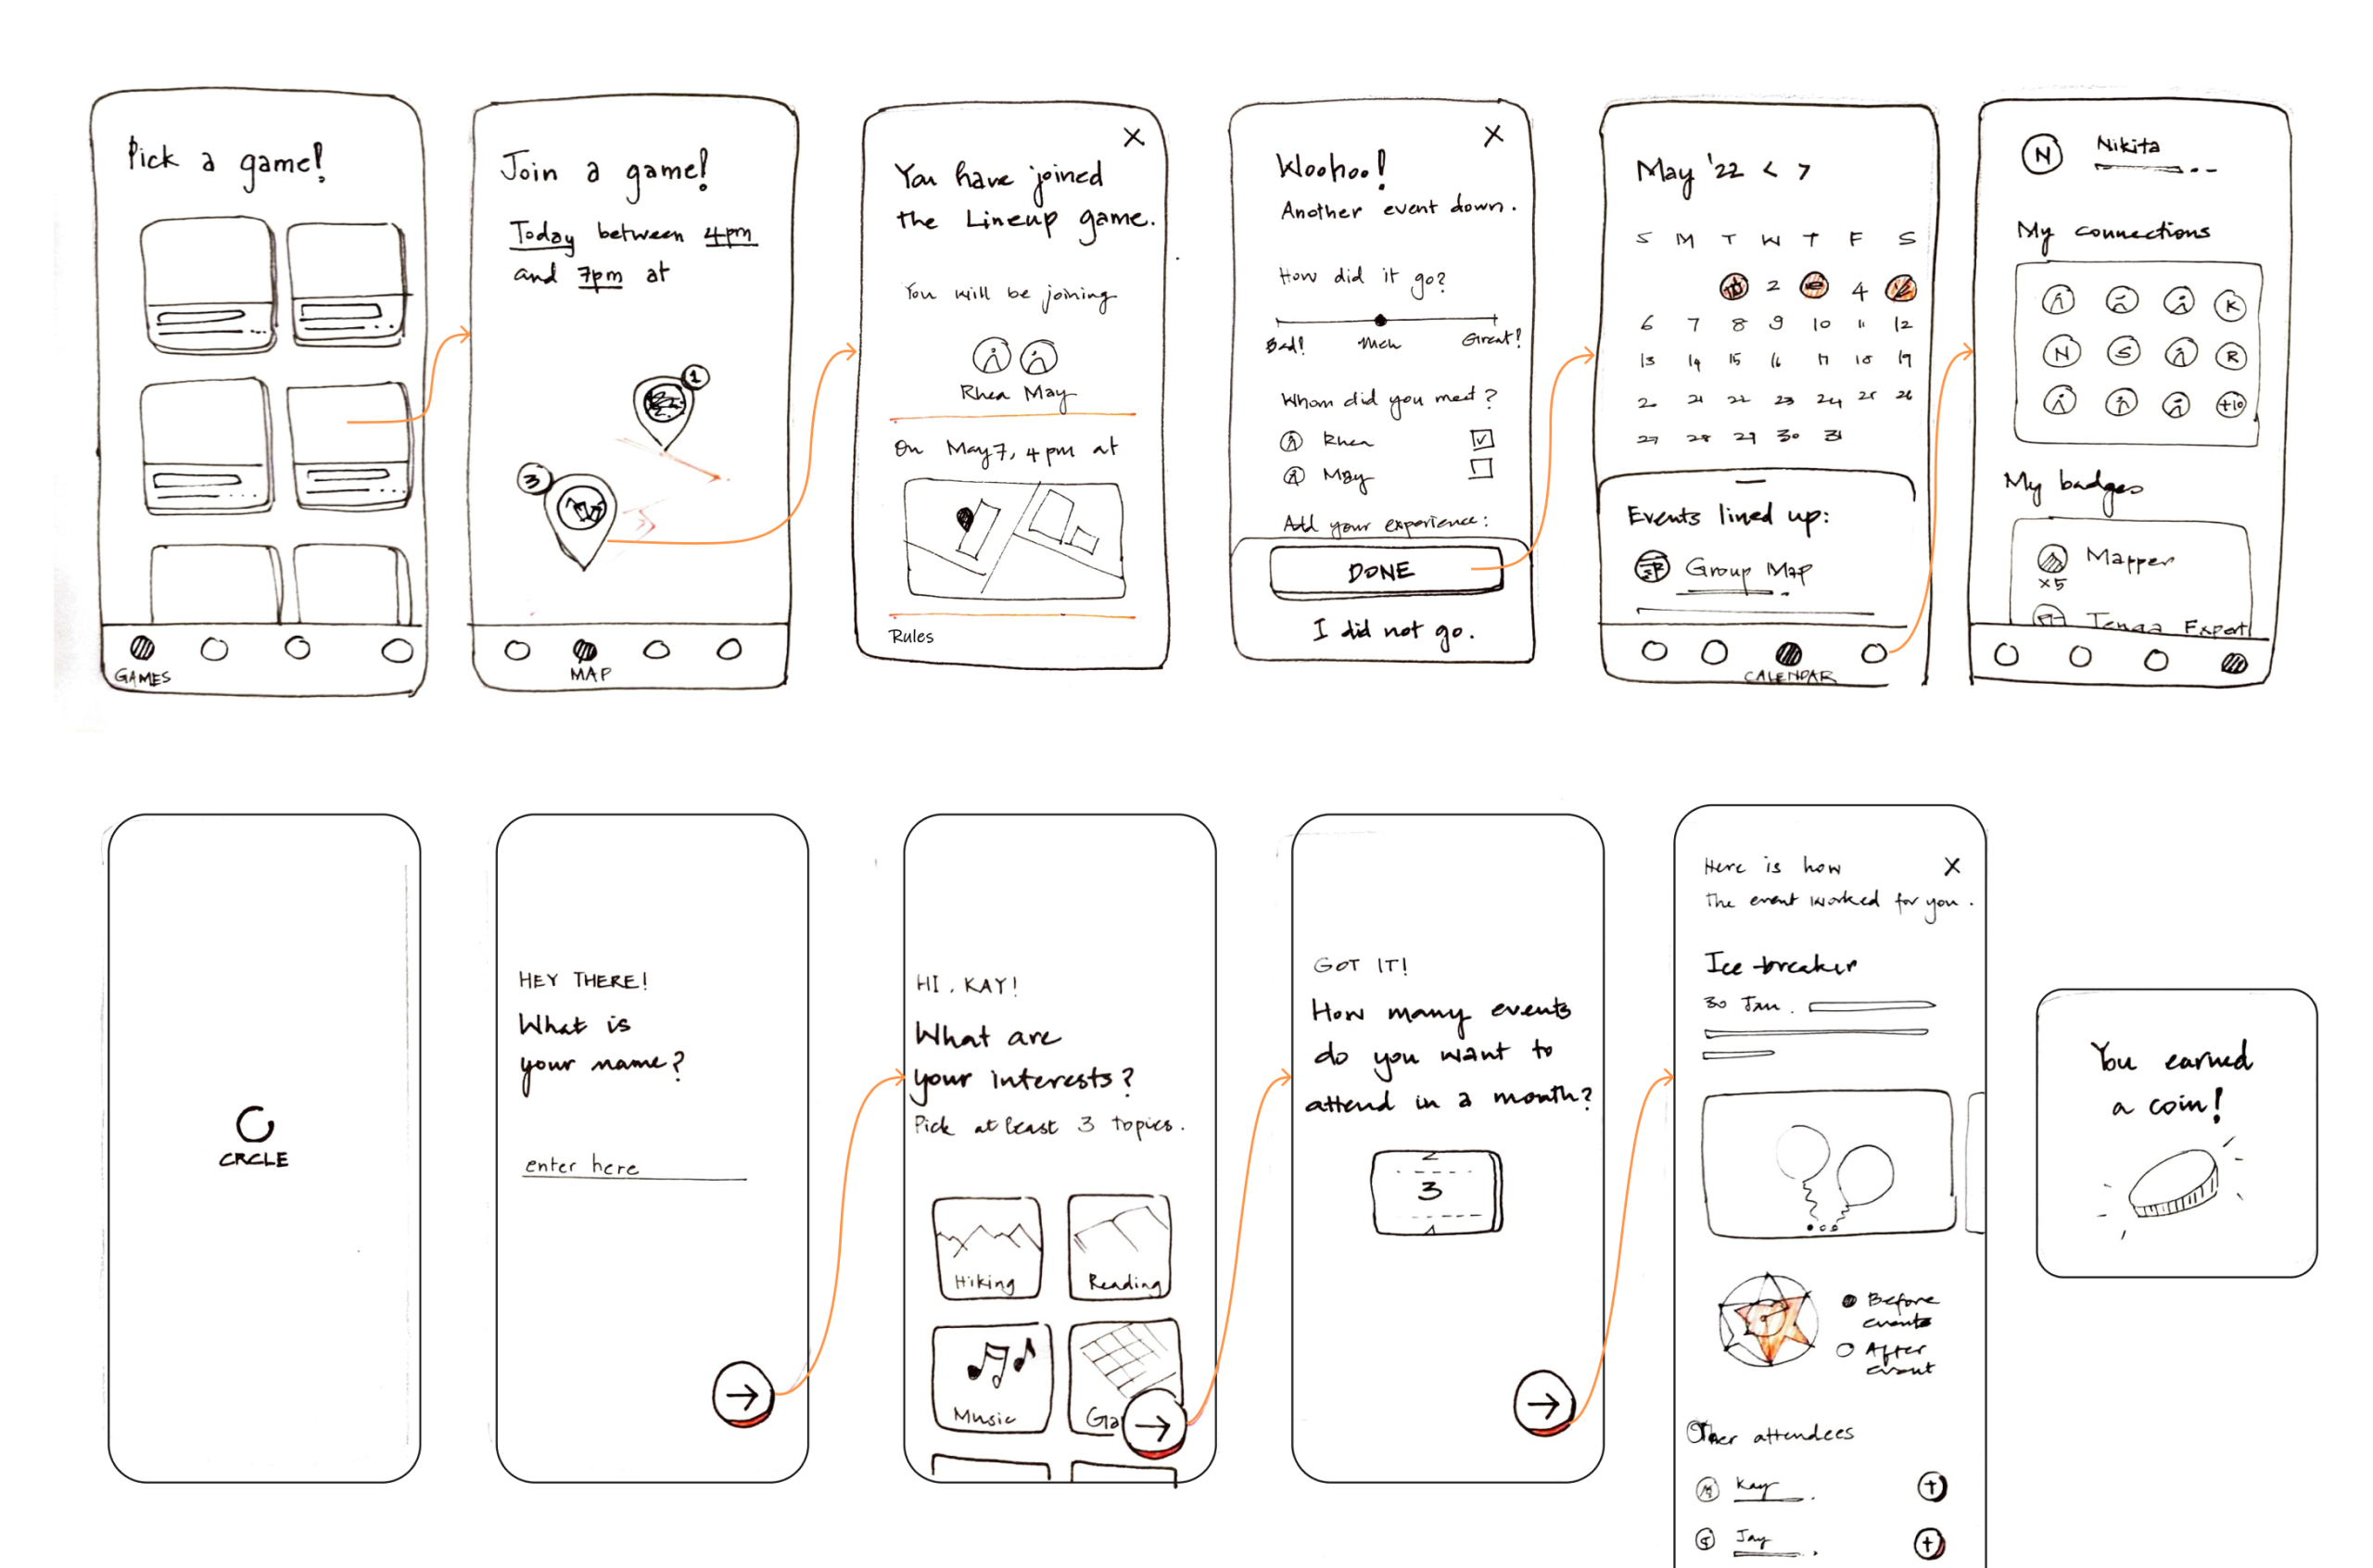 Pick a game!
GAMES
Join a game!
Today between 4pm
and 7pm at
1
3
MAP
X
You have joined
the Lineup game.
You will be joining
Rhea May
On May 7, 4 pm at
Rules
X
Woohoo!
Another event down.
How did it go?
Bad! Meh Great!
Whom did you meet?
Rhea
May
Add your experience:
DONE
I did not go.
May '22 < >
S M T W T F S
2 4
6 7 8 9 10 11 12
13 14 15 16 17 18 19
2 21 22 23 24 25 26
27 28 29 30 31
Events lined up:
Group Map
CALENDAR
N Nikita
My connections
K
N S R
+10
My badges
Mapper
x5
Tenga Expert
CRCLE
HEY THERE!
What is
your name?
enter here
HI, KAY!
What are
your interests?
Pick at least 3 topics.
Hiking Reading
Music Ga
GOT IT!
How many events
do you want to
attend in a month?
2
3
Here is how X
The event worked for you.
Ice breaker
30 Jan.
Before
events
After
event
Other attendees
Kay
Jay
You earned
a coin!